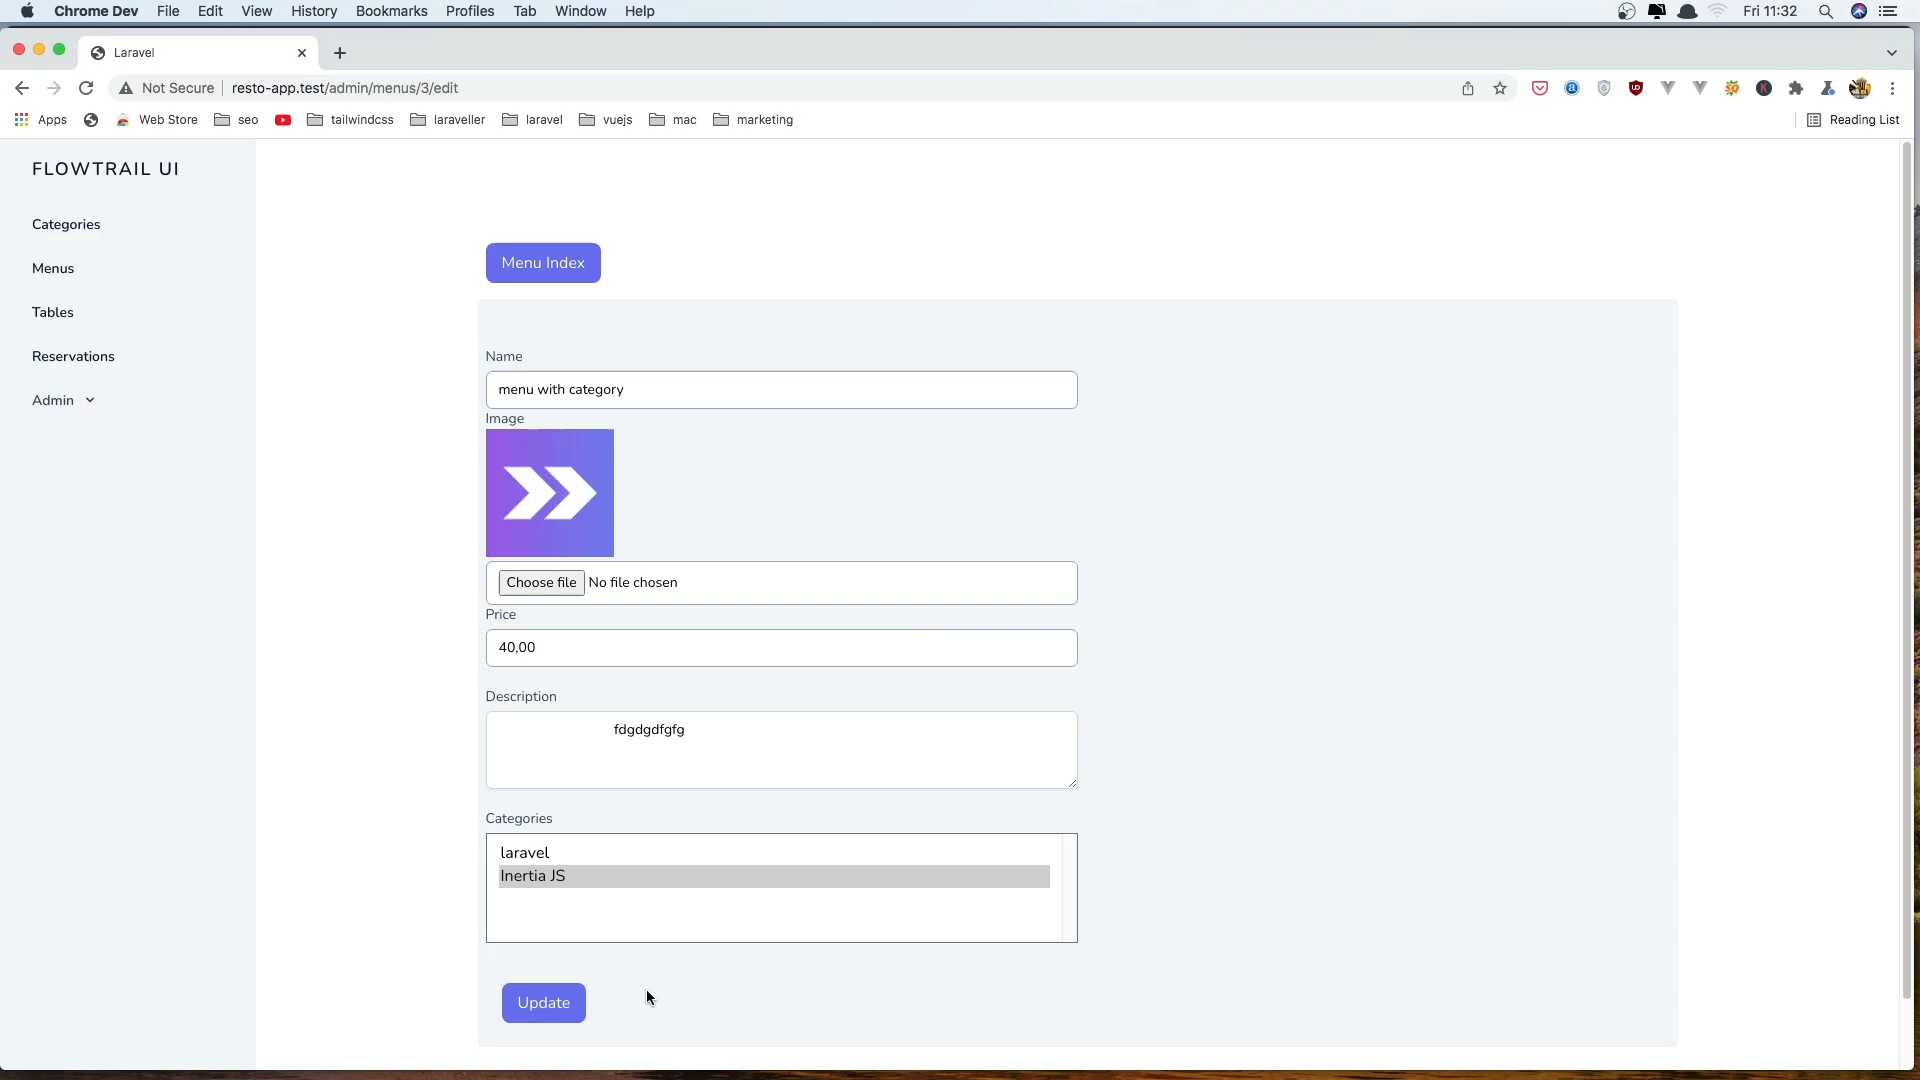 Chrome Dev File Edit View History Bookmarks Profiles Tab Window Help Fri 11:32
Laravel
Not Secure resto-app.test/admin/menus/3/edit
Apps Web Store seo tailwindcss laraveller laravel vuejs mac marketing Reading List
FLOWTRAIL UI
Categories
Menus
Tables
Reservations
Admin
Menu Index
Name
menu with category
Image
Choose file No file chosen
Price
40,00
Description
fdgdgdfgfg
Categories
laravel
Inertia JS
Update